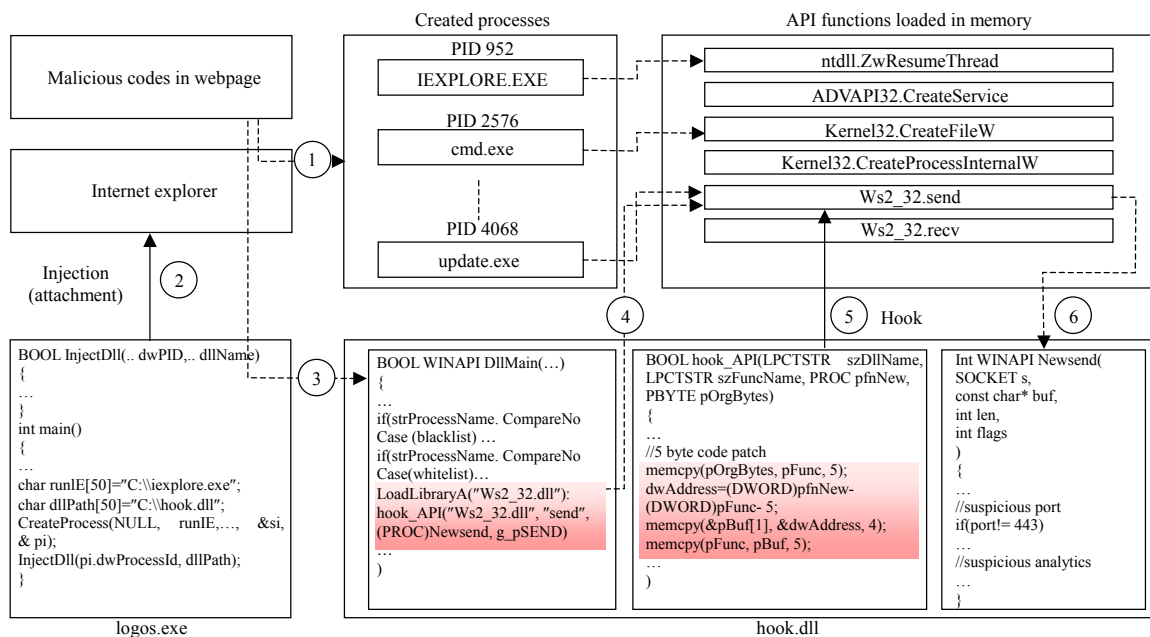 Created processes
API functions loaded in memory
Malicious codes in webpage
Internet explorer
PID 952
IEXPLORE.EXE
PID 2576
cmd.exe
PID 4068
update.exe
ntdll.ZwResumeThread
ADVAPI32.CreateService
Kernel32.CreateFileW
Kernel32.CreateProcessInternalW
Ws2_32.send
Ws2_32.recv
1
Injection
(attachment)
2
3
4
5
Hook
6
BOOL InjectDll(.. dwPID,.. dllName)
{
...
}
int main()
{
...
char runlE[50]="C:\\iexplore.exe";
char dllPath[50]="C:\\hook.dll";
CreateProcess(NULL, runIE,…, &si,
& pi);
InjectDll(pi.dwProcessId, dllPath);
}
logos.exe
BOOL WINAPI DllMain(…)
{
...
if(strProcessName. CompareNo
Case (blacklist) …
if(strProcessName. CompareNo
Case(whitelist)…
LoadLibraryA("Ws2_32.dll"):
hook_API("Ws2_32.dll", "send",
(PROC)Newsend, g_pSEND)
...
)
BOOL hook_API(LPCTSTR szDllName,
LPCTSTR szFuncName, PROC pfnNew,
PBYTE pOrgBytes)
{
...
//5 byte code patch
memcpy(pOrgBytes, pFunc, 5);
dwAddress=(DWORD)pfnNew-
(DWORD)pFunc- 5;
memcpy(&pBuf[1], &dwAddress, 4);
memcpy(pFunc, pBuf, 5);
...
)
Int WINAPI Newsend(
SOCKET s,
const char* buf,
int len,
int flags
)
{
...
//suspicious port
if(port!= 443)
...
//suspicious analytics
...
}
hook.dll